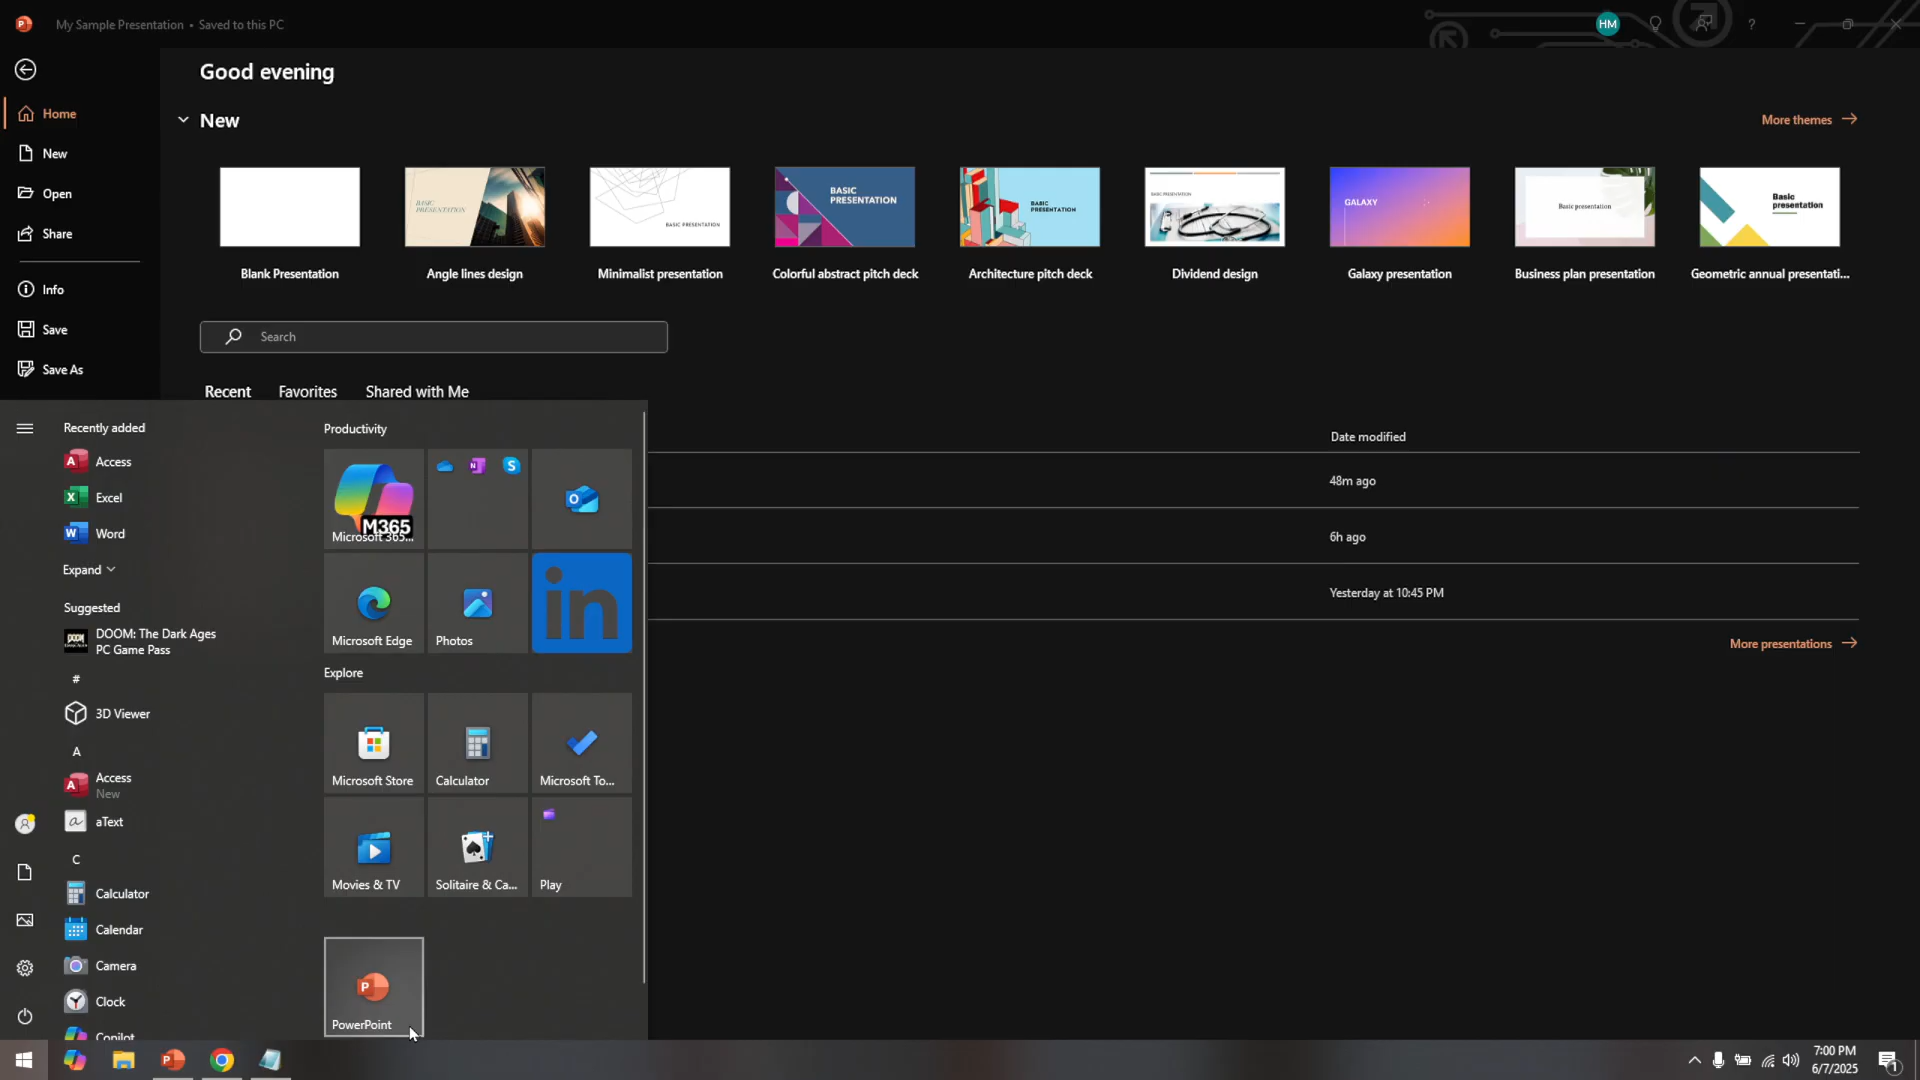 My Sample Presentation • Saved to this PC
HM
?
Good evening
Home
New
Open
Share
Info
Save
Save As
New
More themes
BASIC
PRESENTATION
BASIC PRESENTATION
BASIC
PRESENTATION
BASIC
PRESENTATION
BASIC PRESENTATION
GALAXY
Basic presentation
Basic
presentation
Blank Presentation
Angle lines design
Minimalist presentation
Colorful abstract pitch deck
Architecture pitch deck
Dividend design
Galaxy presentation
Business plan presentation
Geometric annual presentati...
Search
Recent
Favorites
Shared with Me
Date modified
48m ago
6h ago
Yesterday at 10:45 PM
More presentations
Recently added
Access
Excel
Word
Expand
Suggested
DOOM: The Dark Ages
PC Game Pass
#
3D Viewer
A
Access
New
aText
C
Calculator
Calendar
Camera
Clock
Copilot
Productivity
M365
Microsoft 365...
Microsoft Edge
Photos
in
Explore
Microsoft Store
Calculator
Microsoft To...
Movies & TV
Solitaire & Ca...
Play
PowerPoint
7:00 PM
6/7/2025
1